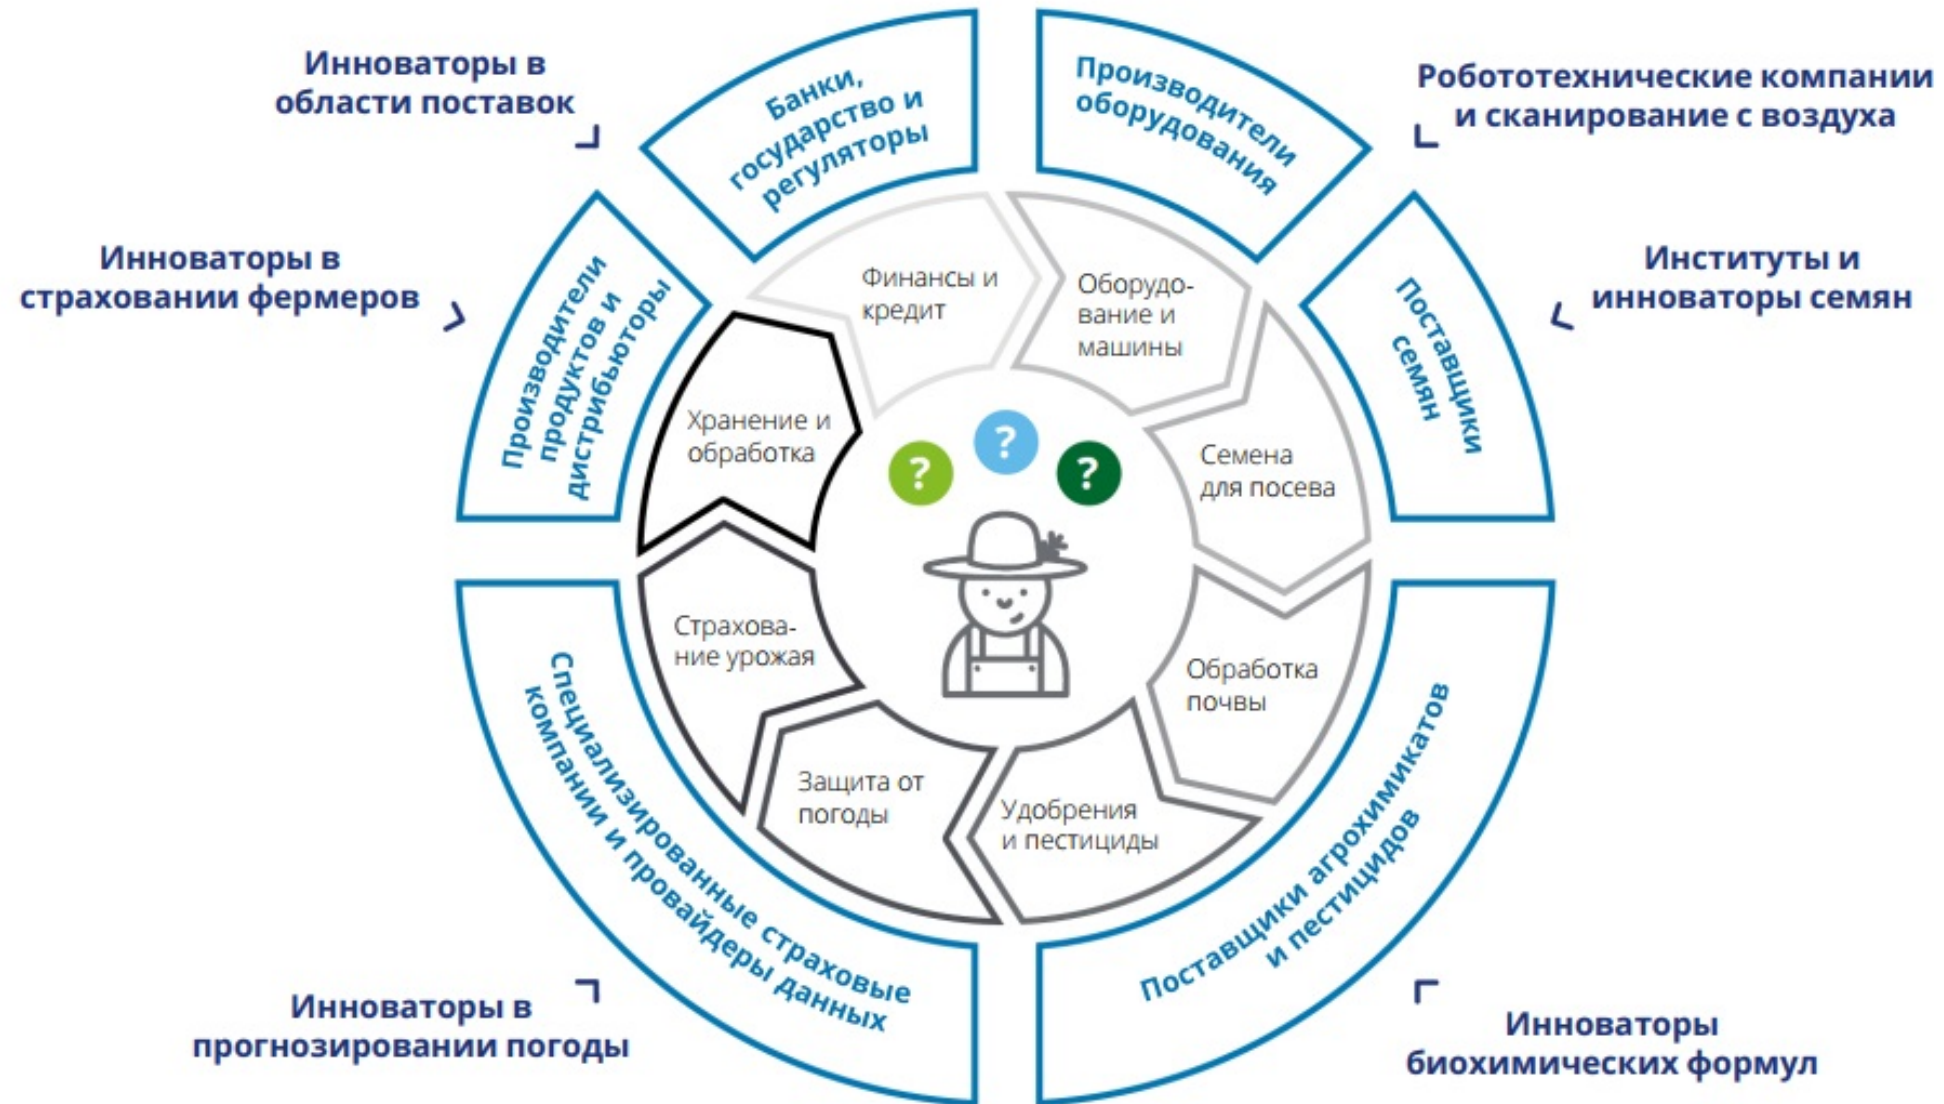 Инноваторы в
области поставок
Робототехнические компании
и сканирование с воздуха
Инноваторы в
страховании фермеров
Институты и
инноваторы семян
Инноваторы в
прогнозировании погоды
Инноваторы
биохимических формул
Банки,
государство и
регуляторы
Производители
оборудования
Поставщики
семян
Поставщики агрохимикатов
и пестицидов
Специализированные страховые
компании и провайдеры данных
Производители
продуктов и
дистрибьюторы
Финансы и
кредит
Оборудо-
вание и
машины
Семена
для посева
Обработка
почвы
Удобрения
и пестициды
Защита от
погоды
Страхова-
ние урожая
Хранение и
обработка
?
?
?